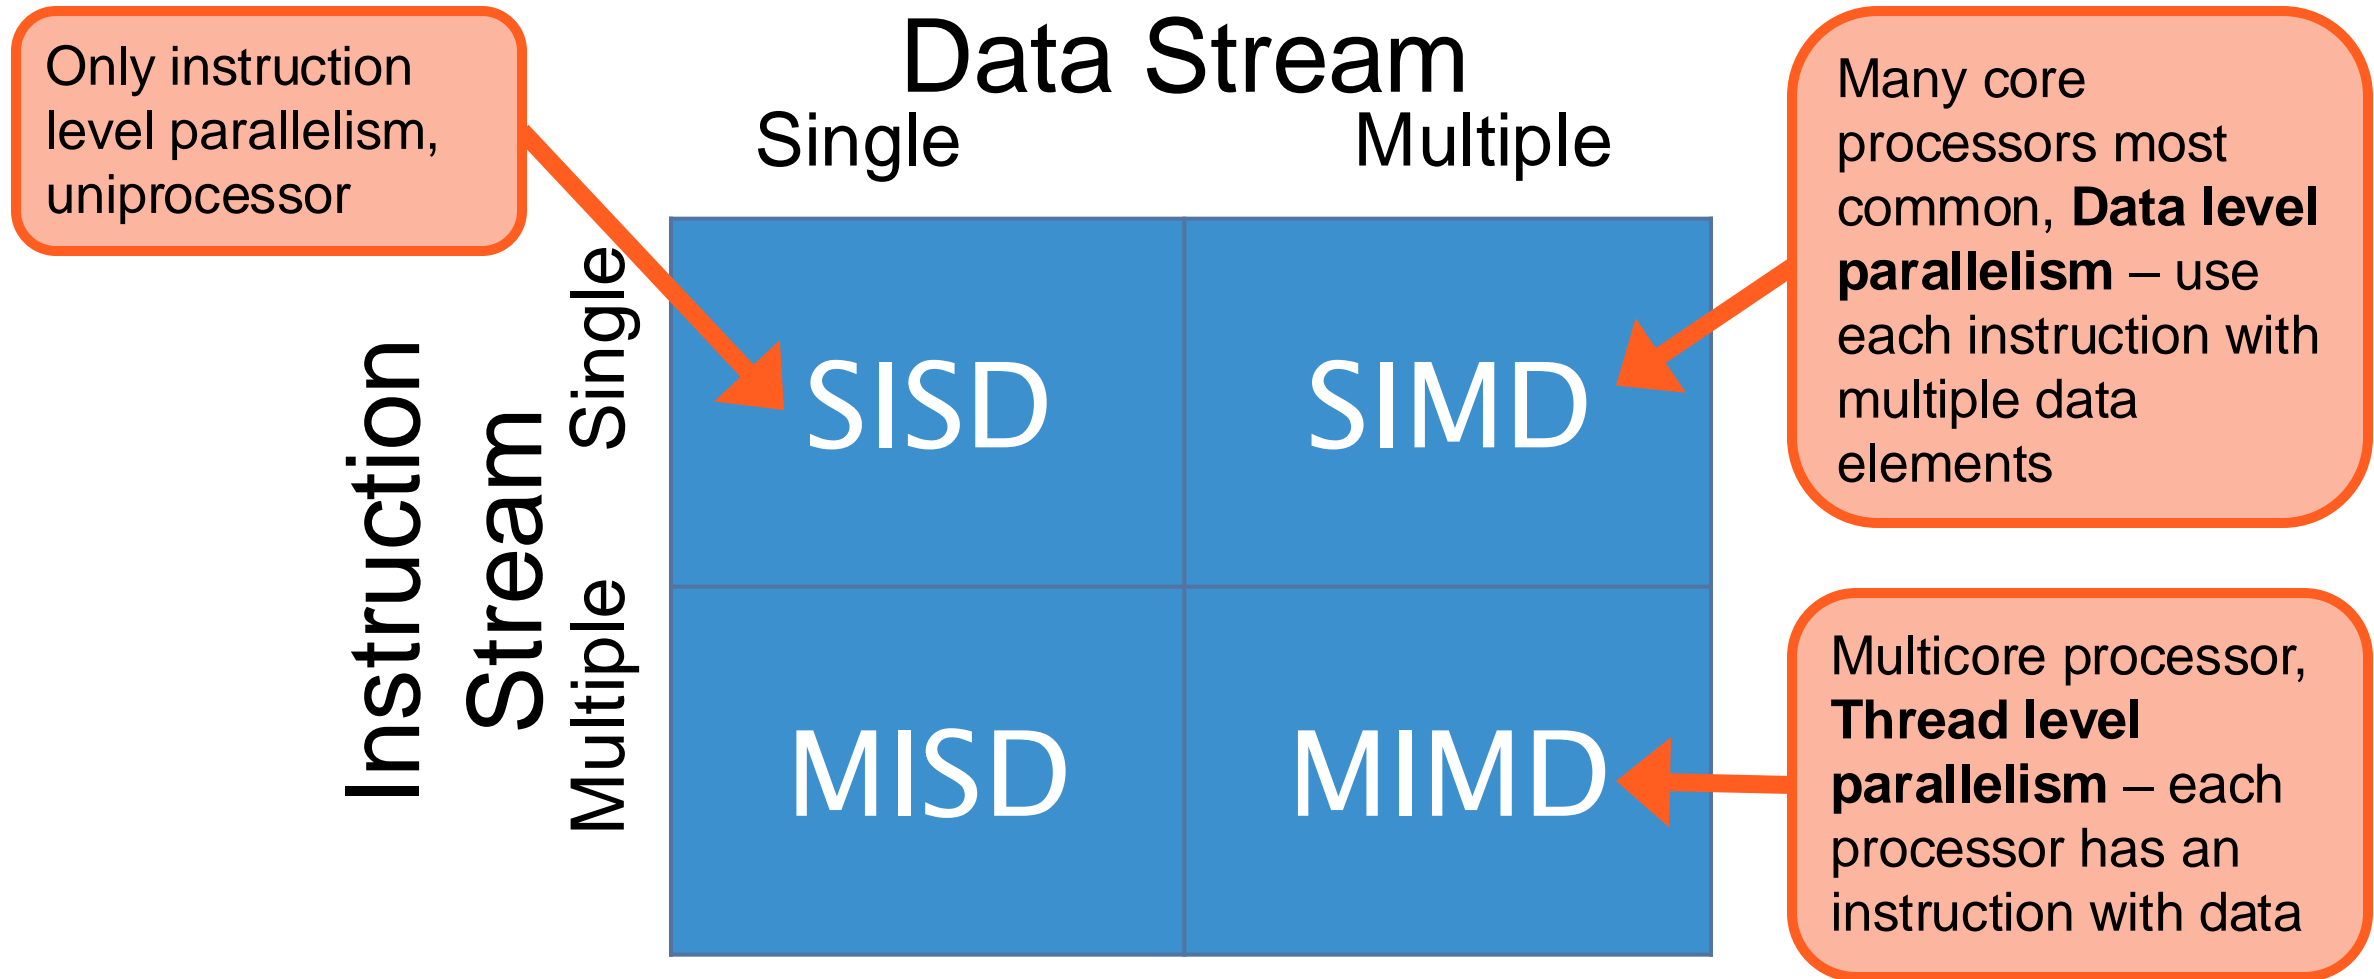 Only instruction
level parallelism,
uniprocessor
Data Stream
Single
Multiple
Many core
processors most
common, Data level
parallelism – use
each instruction with
multiple data
elements
Instruction
Stream
Single
Multiple
SISD
SIMD
MISD
MIMD
Multicore processor,
Thread level
parallelism – each
processor has an
instruction with data